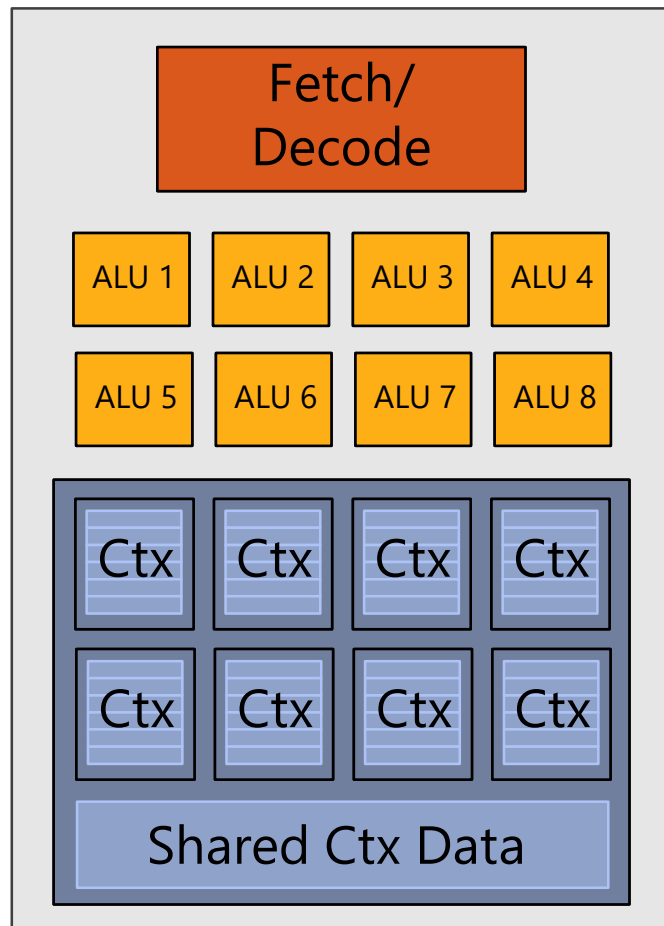 Fetch/
Decode
ALU 1 ALU 2 ALU 3 ALU 4
ALU 5 ALU 6 ALU 7 ALU 8
Ctx Ctx Ctx Ctx
Ctx Ctx Ctx Ctx
Shared Ctx Data